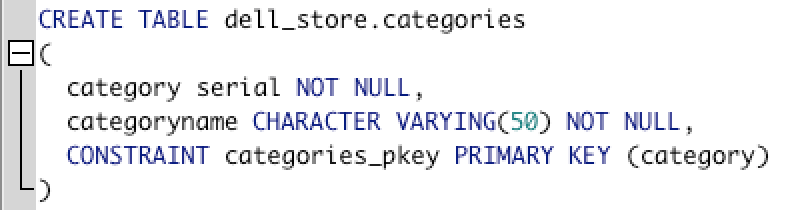 CREATE TABLE dell_store.categories
(
category serial NOT NULL,
categoryname CHARACTER VARYING(50) NOT NULL,
CONSTRAINT categories_pkey PRIMARY KEY (category)
)